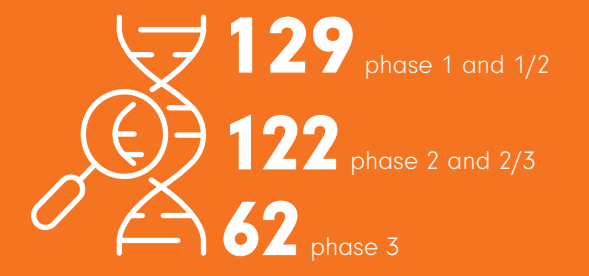 129 phase 1 and 1/2
122 phase 2 and 2/3
62 phase 3